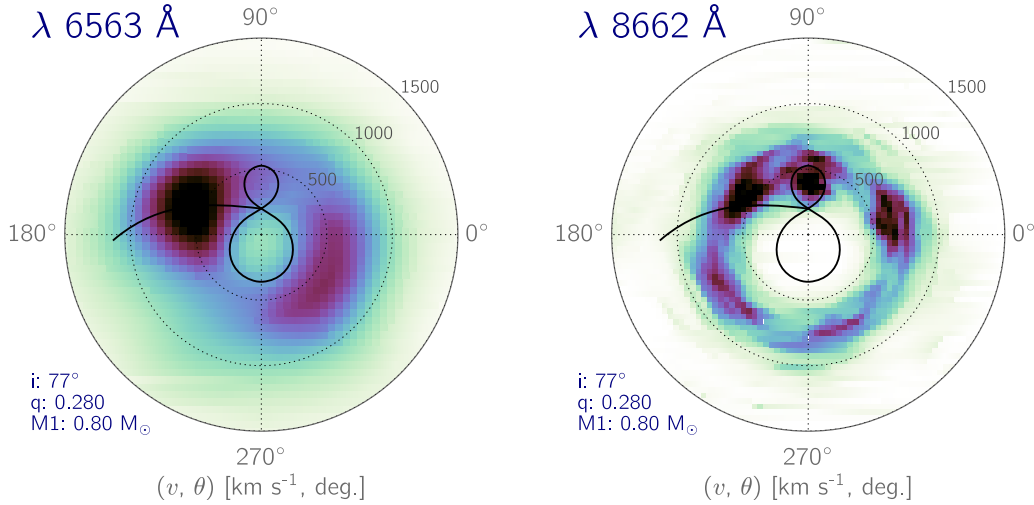 λ 6563 Å
90°
1500
1000
500
180°
0°
i: 77°
q: 0.280
M1: 0.80 M☉
270°
(v, θ) [km s⁻¹, deg.]
λ 8662 Å
90°
1500
1000
500
180°
0°
i: 77°
q: 0.280
M1: 0.80 M☉
270°
(v, θ) [km s⁻¹, deg.]